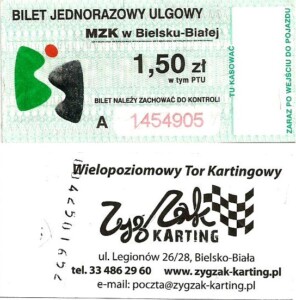 BILET JEDNORAZOWY ULGOWY
MZK w Bielsku-Białej
1,50 zł
w tym PTU
BILET NALEŻY ZACHOWAĆ DO KONTROLI
A 1454905
TU KASOWAĆ
ZARAZ PO WEJŚCIU DO POJAZDU
Wielopoziomowy Tor Kartingowy
ZygZak
KARTING
ul. Legionów 26/28, Bielsko-Biała
tel. 33 486 29 60 www.zygzak-karting.pl
e-mail: poczta@zygzak-karting.pl